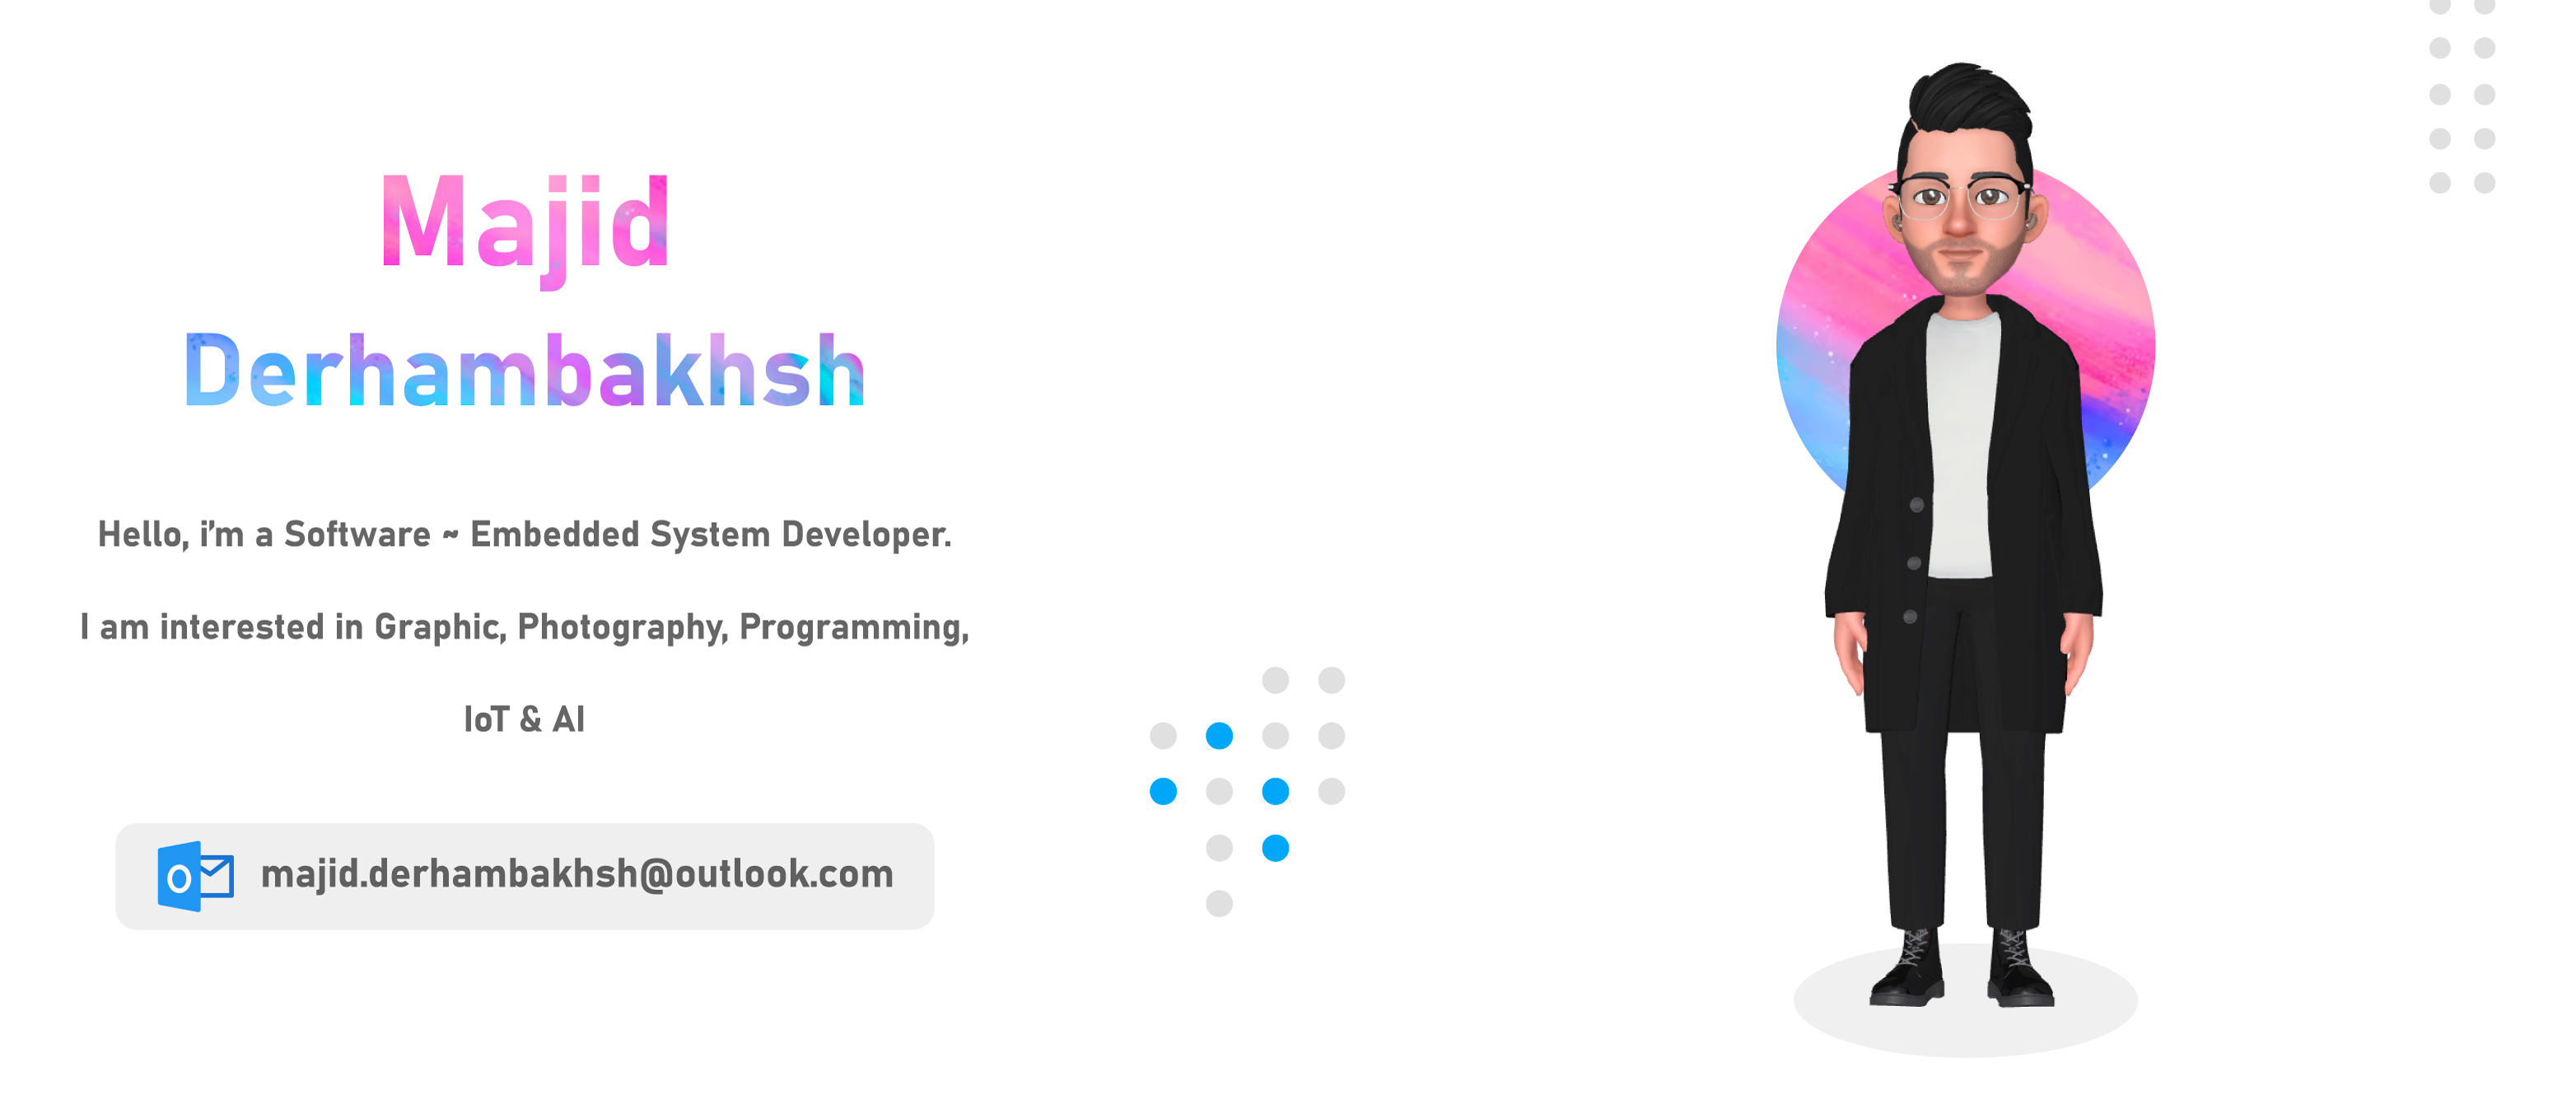 Majid
Derhambakhsh
Hello, i’m a Software ~ Embedded System Developer.
I am interested in Graphic, Photography, Programming,
IoT & AI
majid.derhambakhsh@outlook.com